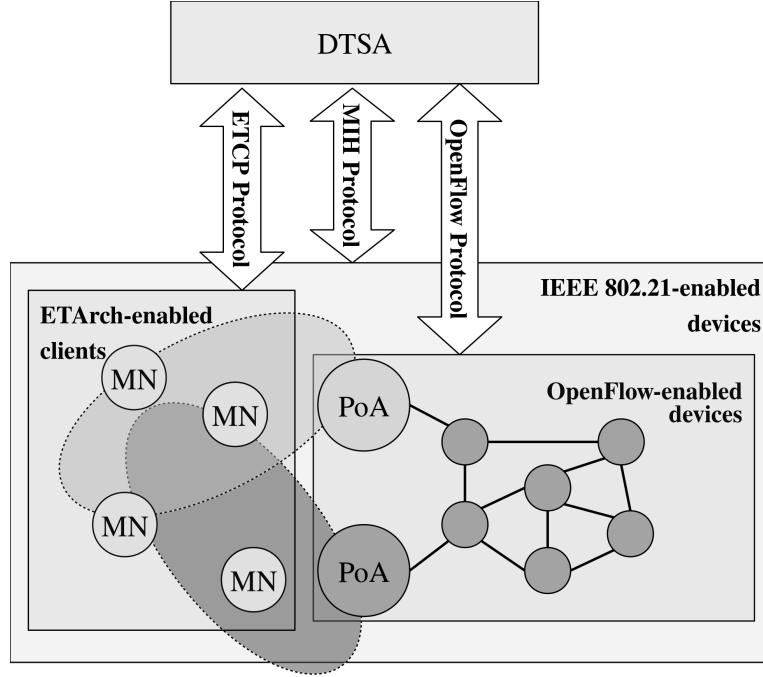 DTSA
ETCP Protocol
MIH Protocol
OpenFlow Protocol
IEEE 802.21-enabled
devices
ETArch-enabled
clients
MN
MN
MN
MN
PoA
PoA
OpenFlow-enabled
devices